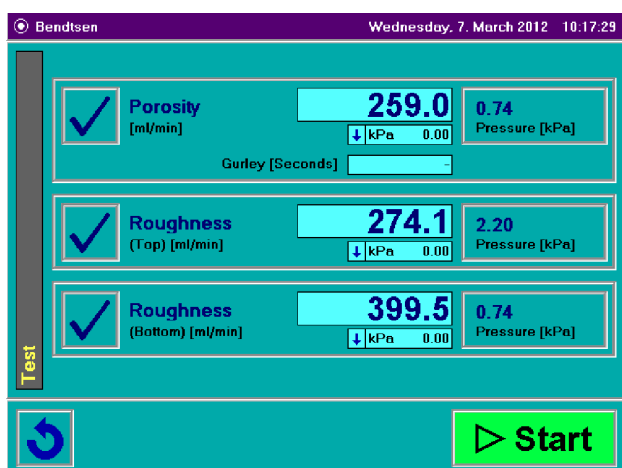 Bendtsen Wednesday, 7. March 2012 10:17:29
Porosity 259.0 0.74
[ml/min] kPa 0.00 Pressure [kPa]
Gurley [Seconds] -
Roughness 274.1 2.20
(Top) [ml/min] kPa 0.00 Pressure [kPa]
Roughness 399.5 0.74
(Bottom) [ml/min] kPa 0.00 Pressure [kPa]
Test
Start